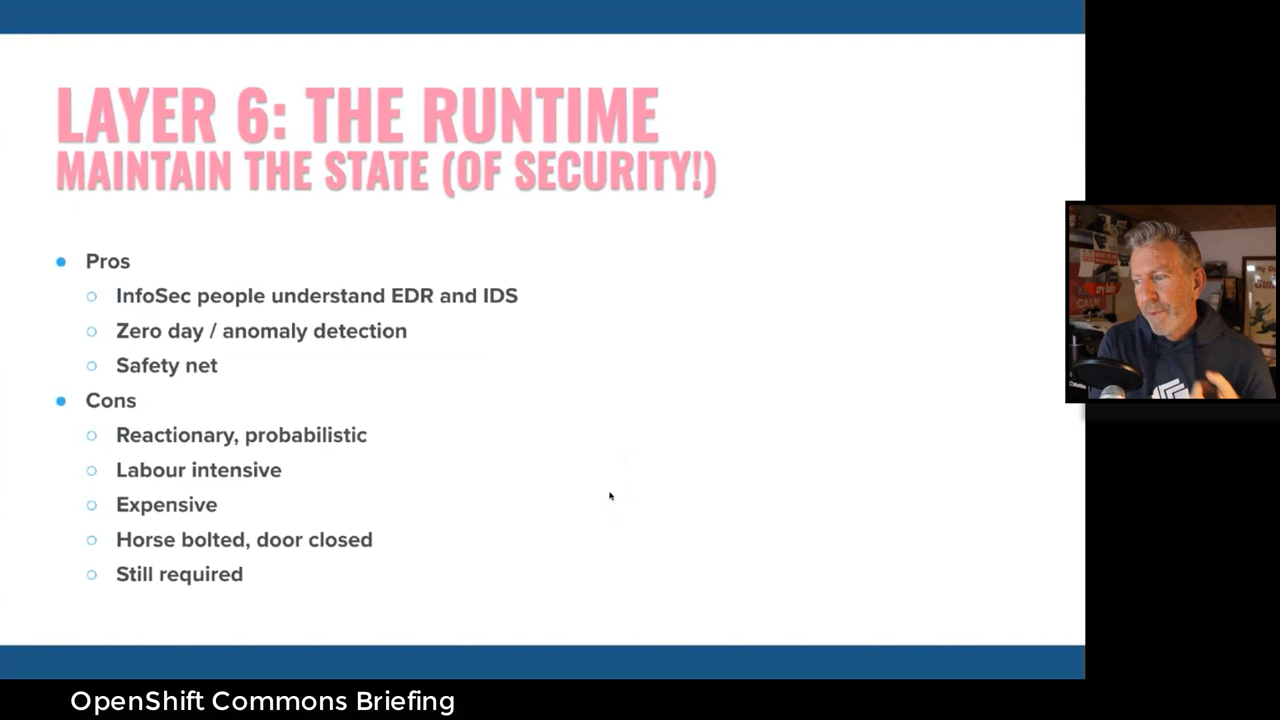 LAYER 6: THE RUNTIME
MAINTAIN THE STATE (OF SECURITY!)
Pros
InfoSec people understand EDR and IDS
Zero day / anomaly detection
Safety net
Cons
Reactionary, probabilistic
Labour intensive
Expensive
Horse bolted, door closed
Still required
OpenShift Commons Briefing